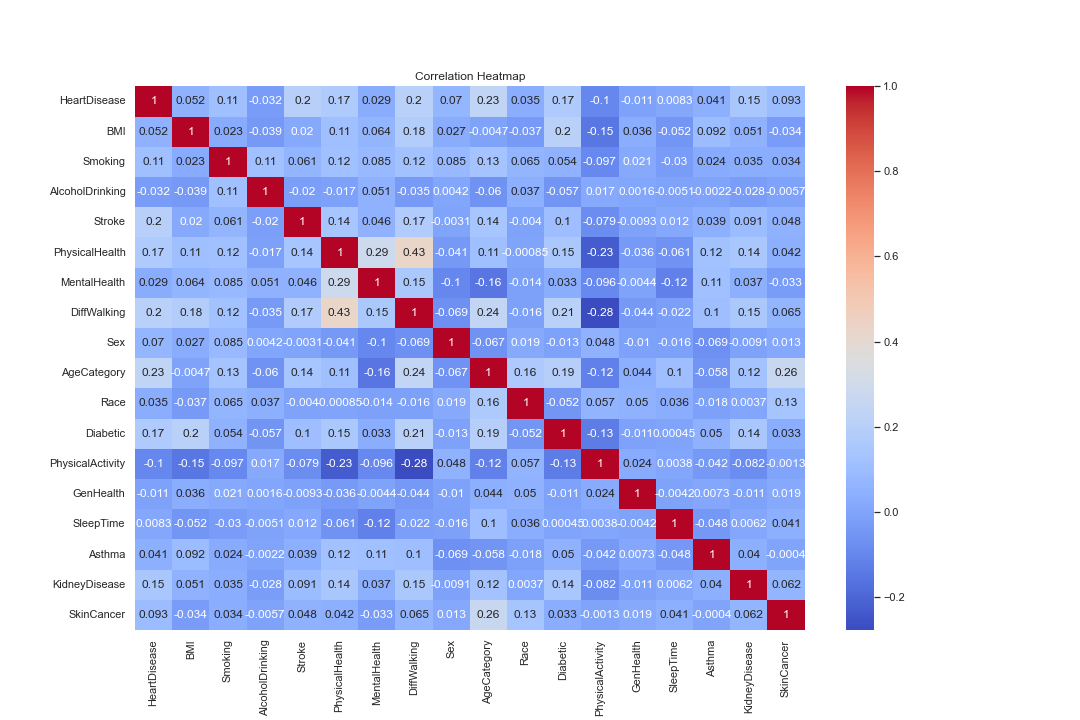 Correlation Heatmap
HeartDisease 1 0.052 0.11 -0.032 0.2 0.17 0.029 0.2 0.07 0.23 0.035 0.17 -0.1 -0.011 0.0083 0.041 0.15 0.093 1.0
BMI 0.052 1 0.023 -0.039 0.02 0.11 0.064 0.18 0.027 -0.0047 -0.037 0.2 -0.15 0.036 -0.052 0.092 0.051 -0.034
Smoking 0.11 0.023 1 0.11 0.061 0.12 0.085 0.12 0.085 0.13 0.065 0.054 -0.097 0.021 -0.03 0.024 0.035 0.034 0.8
AlcoholDrinking -0.032 -0.039 0.11 1 -0.02 -0.017 0.051 -0.035 0.0042 -0.06 0.037 -0.057 0.017 0.0016 -0.0051 -0.0022 -0.028 -0.0057
Stroke 0.2 0.02 0.061 -0.02 1 0.14 0.046 0.17 -0.0031 0.14 -0.004 0.1 -0.079 -0.0093 0.012 0.039 0.091 0.048
PhysicalHealth 0.17 0.11 0.12 -0.017 0.14 1 0.29 0.43 -0.041 0.11 -0.00085 0.15 -0.23 -0.036 -0.061 0.12 0.14 0.042 0.6
MentalHealth 0.029 0.064 0.085 0.051 0.046 0.29 1 0.15 -0.1 -0.16 -0.014 0.033 -0.096 -0.0044 -0.12 0.11 0.037 -0.033
DiffWalking 0.2 0.18 0.12 -0.035 0.17 0.43 0.15 1 -0.069 0.24 -0.016 0.21 -0.28 -0.044 -0.022 0.1 0.15 0.065
Sex 0.07 0.027 0.085 0.0042 -0.0031 -0.041 -0.1 -0.069 1 -0.067 0.019 -0.013 0.048 -0.01 -0.016 -0.069 -0.0091 0.013 0.4
AgeCategory 0.23 -0.0047 0.13 -0.06 0.14 0.11 -0.16 0.24 -0.067 1 0.16 0.19 -0.12 0.044 0.1 -0.058 0.12 0.26
Race 0.035 -0.037 0.065 0.037 -0.004 0.00085 -0.014 -0.016 0.019 0.16 1 -0.052 0.057 0.05 0.036 -0.018 0.0037 0.13
Diabetic 0.17 0.2 0.054 -0.057 0.1 0.15 0.033 0.21 -0.013 0.19 -0.052 1 -0.13 -0.011 0.00045 0.05 0.14 0.033 0.2
PhysicalActivity -0.1 -0.15 -0.097 0.017 -0.079 -0.23 -0.096 -0.28 0.048 -0.12 0.057 -0.13 1 0.024 0.0038 -0.042 -0.082 -0.0013
GenHealth -0.011 0.036 0.021 0.0016 -0.0093 -0.036 -0.0044 -0.044 -0.01 0.044 0.05 -0.011 0.024 1 -0.0042 0.0073 -0.011 0.019
SleepTime 0.0083 -0.052 -0.03 -0.0051 0.012 -0.061 -0.12 -0.022 -0.016 0.1 0.036 0.00045 0.0038 -0.0042 1 -0.048 0.0062 0.041 0.0
Asthma 0.041 0.092 0.024 -0.0022 0.039 0.12 0.11 0.1 -0.069 -0.058 -0.018 0.05 -0.042 0.0073 -0.048 1 0.04 -0.0004
KidneyDisease 0.15 0.051 0.035 -0.028 0.091 0.14 0.037 0.15 -0.0091 0.12 0.0037 0.14 -0.082 -0.011 0.0062 0.04 1 0.062
−0.2
SkinCancer 0.093 -0.034 0.034 -0.0057 0.048 0.042 -0.033 0.065 0.013 0.26 0.13 0.033 -0.0013 0.019 0.041 -0.0004 0.062 1
HeartDisease
BMI
Smoking
AlcoholDrinking
Stroke
PhysicalHealth
MentalHealth
DiffWalking
Sex
AgeCategory
Race
Diabetic
PhysicalActivity
GenHealth
SleepTime
Asthma
KidneyDisease
SkinCancer